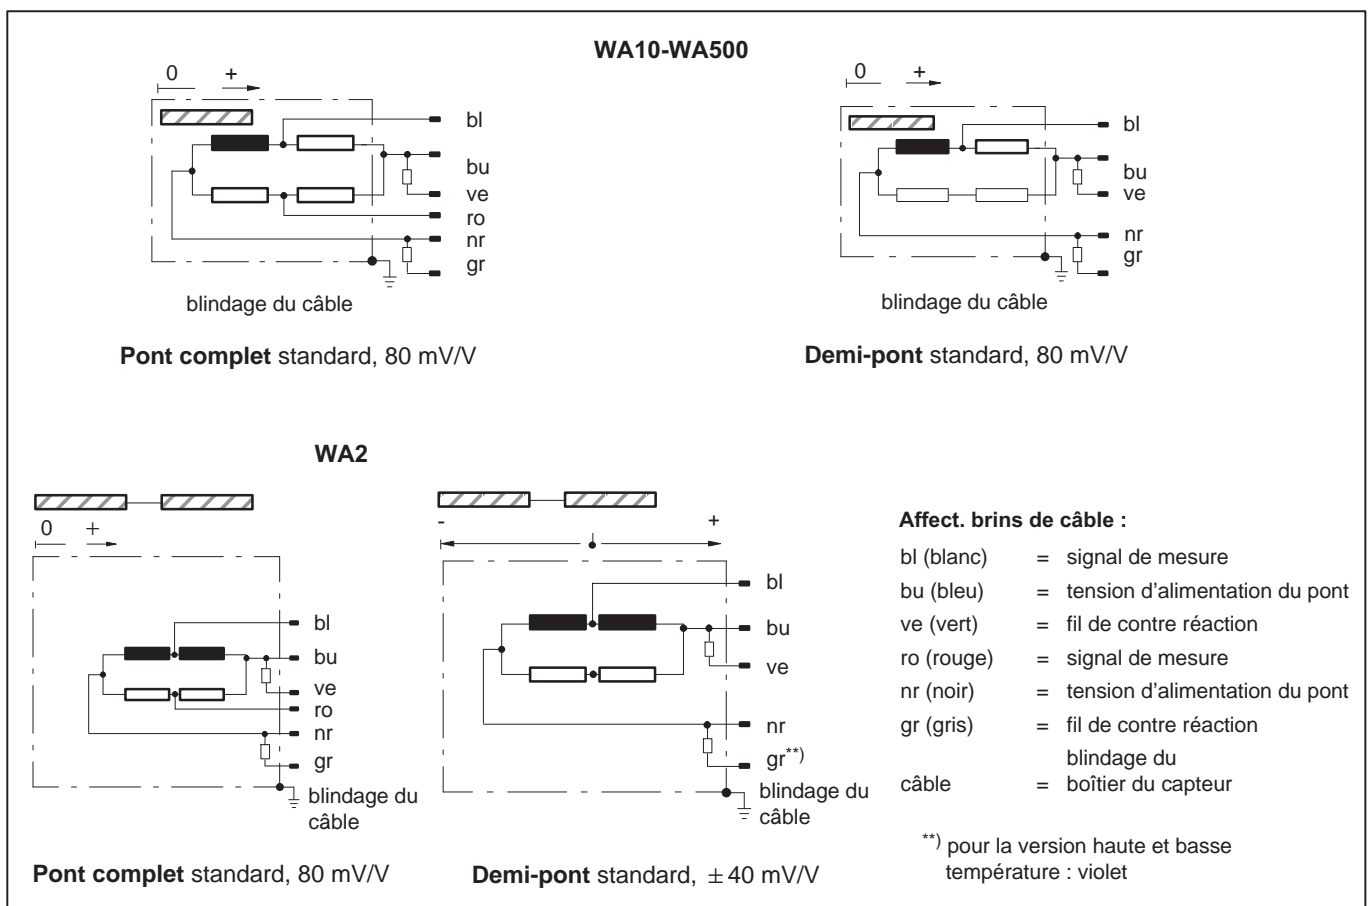 WA10-WA500
0 +
bl
bu
ve
ro
nr
gr
blindage du câble
Pont complet standard, 80 mV/V
0 +
bl
bu
ve
nr
gr
blindage du câble
Demi-pont standard, 80 mV/V
WA2
0 +
bl
bu
ve
ro
nr
gr
blindage du
câble
Pont complet standard, 80 mV/V
- +
bl
bu
ve
nr
gr**)
blindage du
câble
Demi-pont standard, ±40 mV/V
Affect. brins de câble :
bl (blanc) = signal de mesure
bu (bleu) = tension d'alimentation du pont
ve (vert) = fil de contre réaction
ro (rouge) = signal de mesure
nr (noir) = tension d'alimentation du pont
gr (gris) = fil de contre réaction
blindage du
câble = boîtier du capteur
**) pour la version haute et basse
température : violet